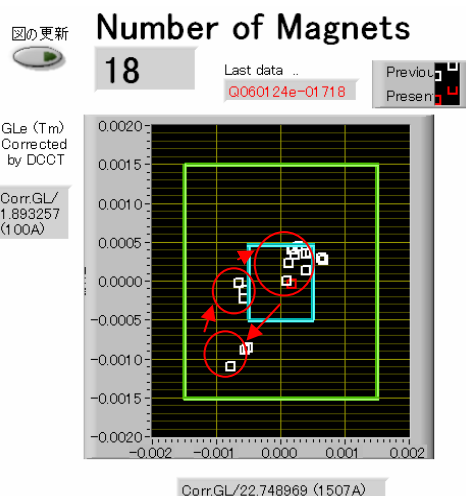 図の更新
Number of Magnets
18
Last data ..
Q060124e-01718
Previou
Presen
GLe (Tm)
Corrected
by DCCT
Corr.GL/
1.893257
(100A)
0.0020
0.0015
0.0010
0.0005
0.0000
-0.0005
-0.0010
-0.0015
-0.0020
-0.002
-0.001
0.000
0.001
0.002
Corr.GL/22.748969 (1507A)